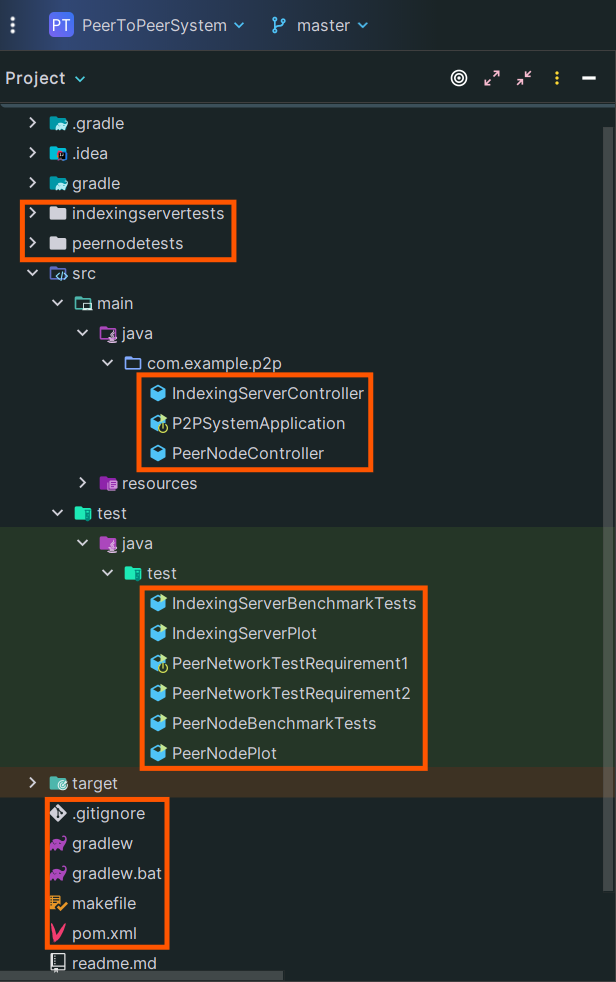 PT PeerToPeerSystem master
Project
.gradle
.idea
gradle
indexingservertests
peernodetests
src
main
java
com.example.p2p
IndexingServerController
P2PSystemApplication
PeerNodeController
resources
test
java
test
IndexingServerBenchmarkTests
IndexingServerPlot
PeerNetworkTestRequirement1
PeerNetworkTestRequirement2
PeerNodeBenchmarkTests
PeerNodePlot
target
.gitignore
gradlew
gradlew.bat
makefile
pom.xml
readme.md